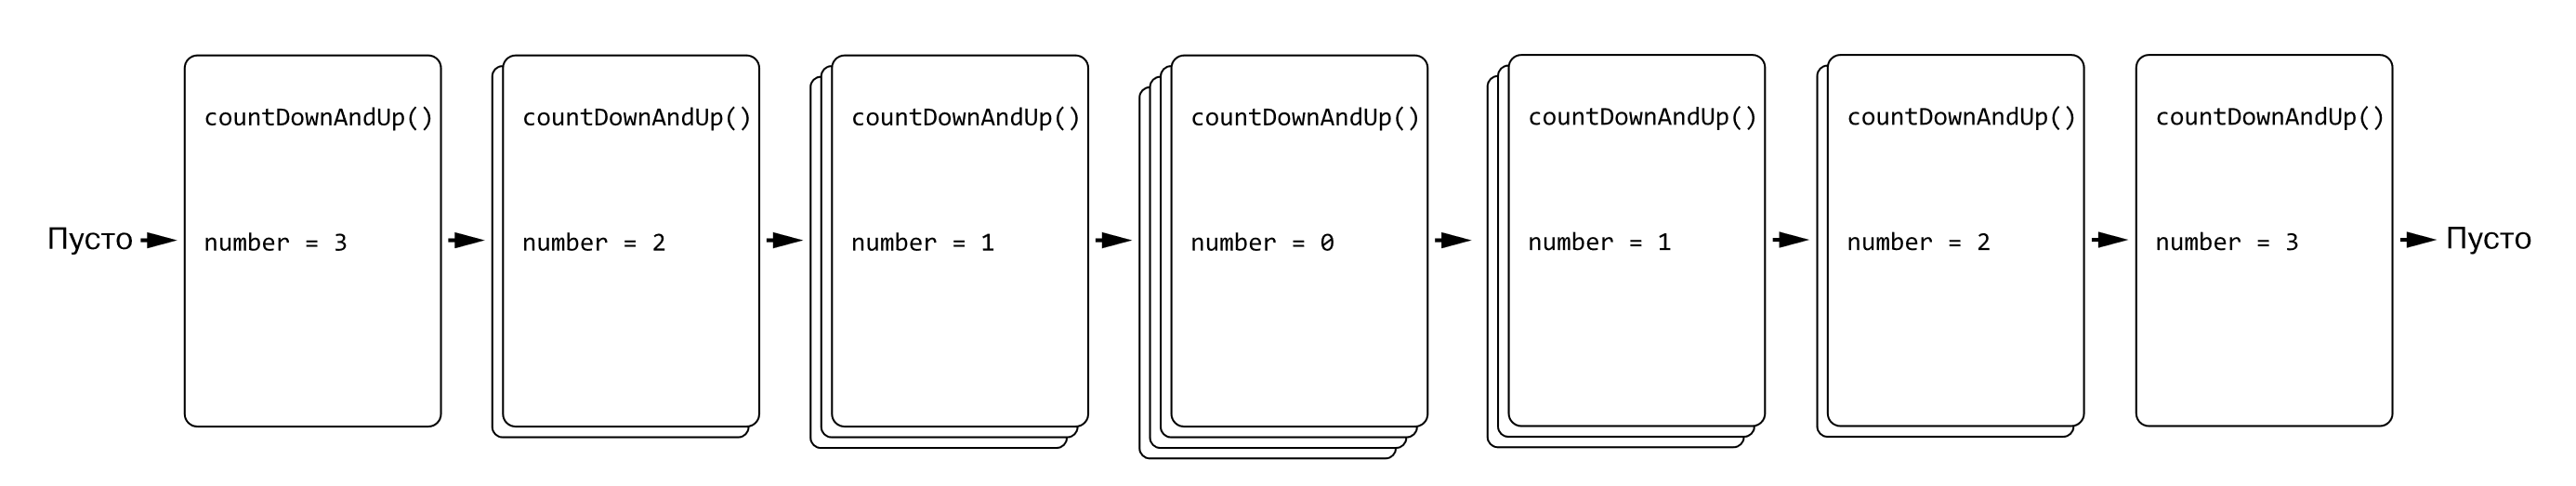 countDownAndUp() countDownAndUp() countDownAndUp() countDownAndUp() countDownAndUp() countDownAndUp() countDownAndUp()
Пусто number = 3 number = 2 number = 1 number = 0 number = 1 number = 2 number = 3 Пусто